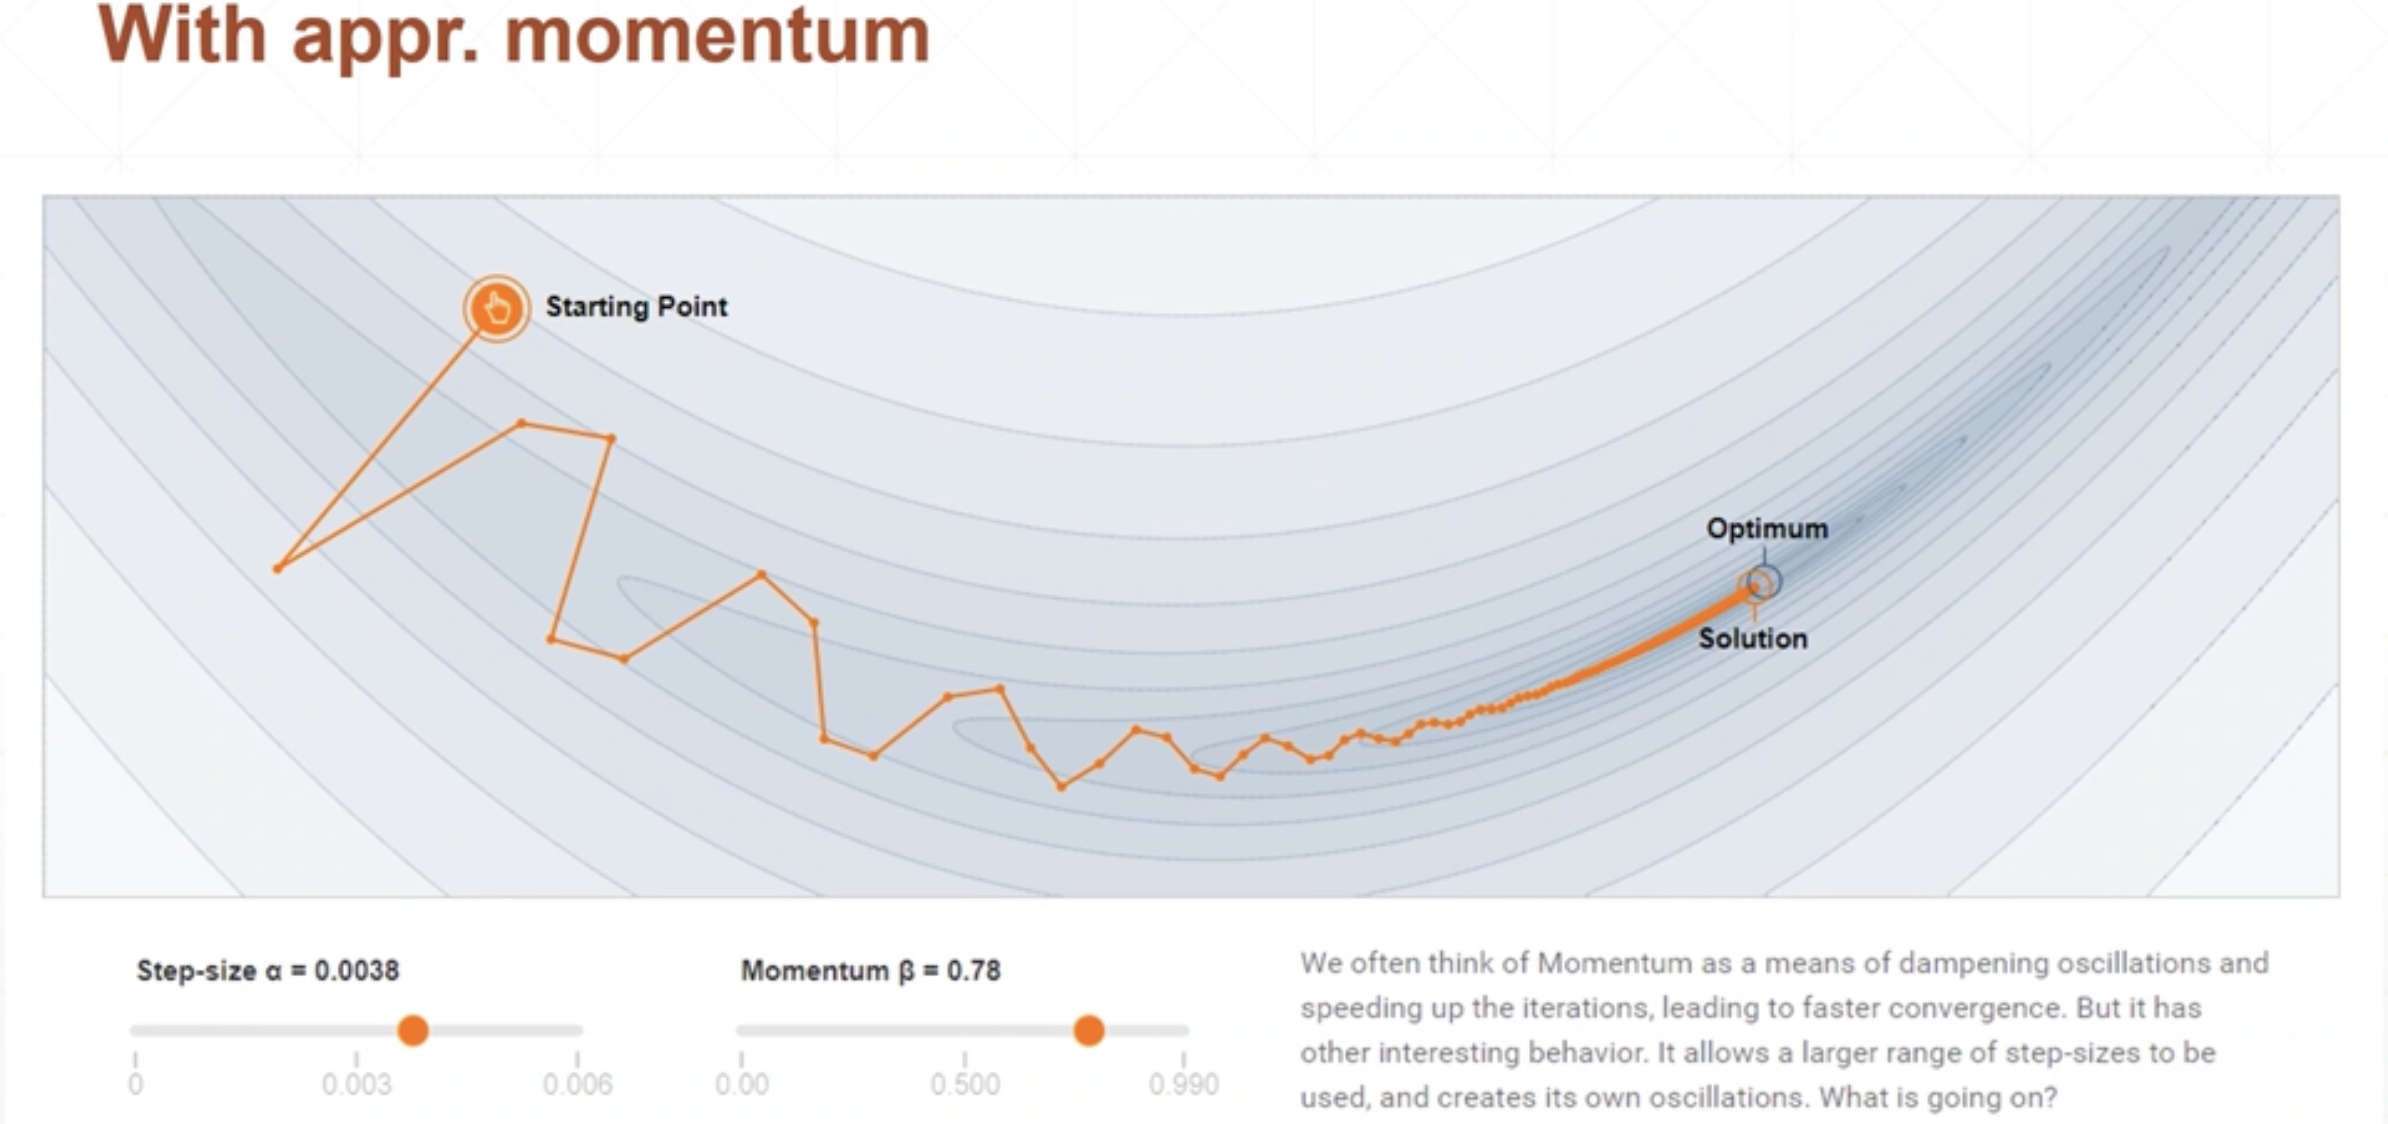 With appr. momentum
Starting Point
Optimum
Solution
Step-size α = 0.0038
Momentum β = 0.78
0
0.003
0.006
0.00
0.500
0.990
We often think of Momentum as a means of dampening oscillations and
speeding up the iterations, leading to faster convergence. But it has
other interesting behavior. It allows a larger range of step-sizes to be
used, and creates its own oscillations. What is going on?